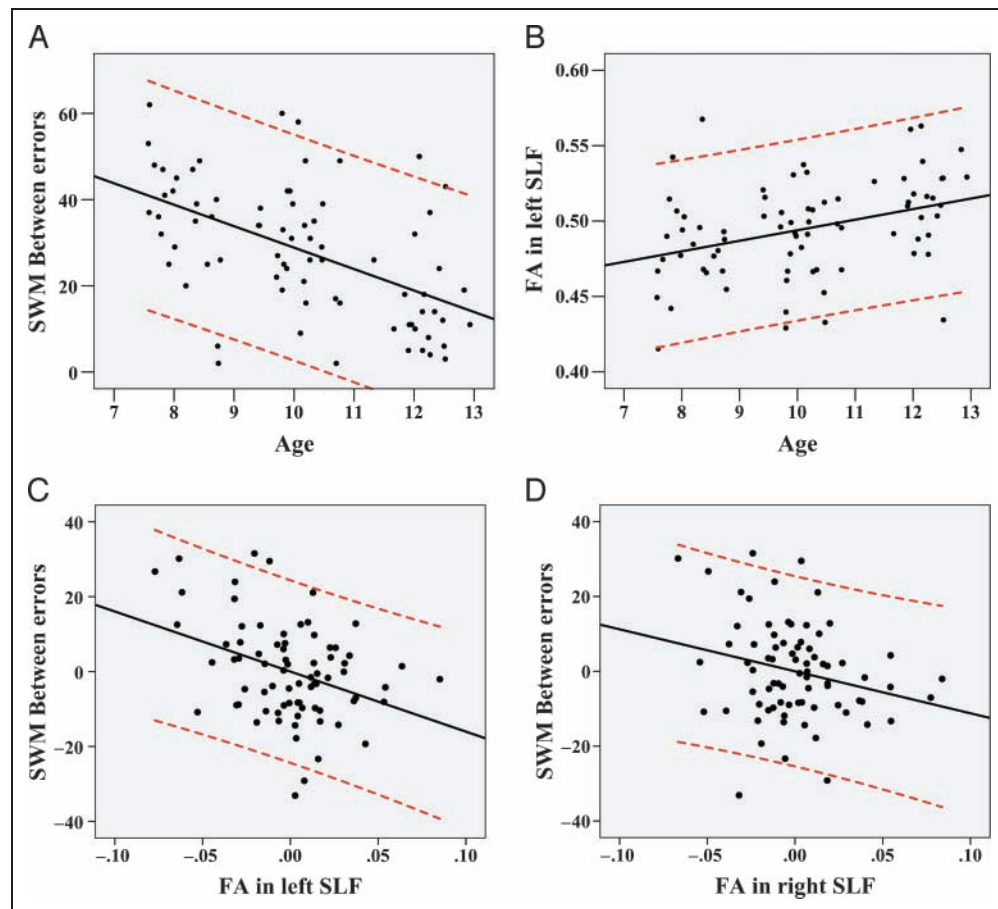 A
SWM Between errors
60
40
20
0
7 8 9 10 11 12 13
Age
B
FA in left SLF
0.60
0.55
0.50
0.45
0.40
7 8 9 10 11 12 13
Age
C
SWM Between errors
40
20
0
−20
−40
−.10 −.05 .00 .05 .10
FA in left SLF
D
SWM Between errors
40
20
0
−20
−40
−.10 −.05 .00 .05 .10
FA in right SLF